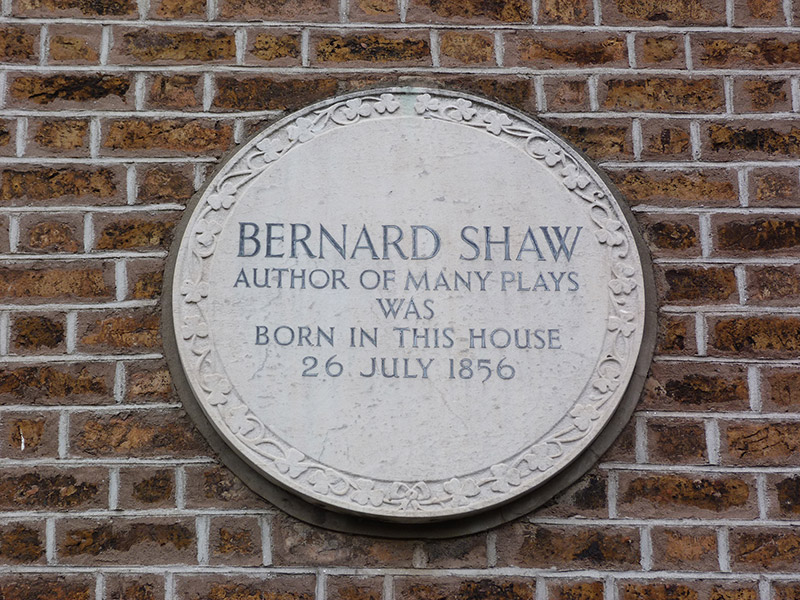 BERNARD SHAW
AUTHOR OF MANY PLAYS
WAS
BORN IN THIS HOUSE
26 JULY 1856